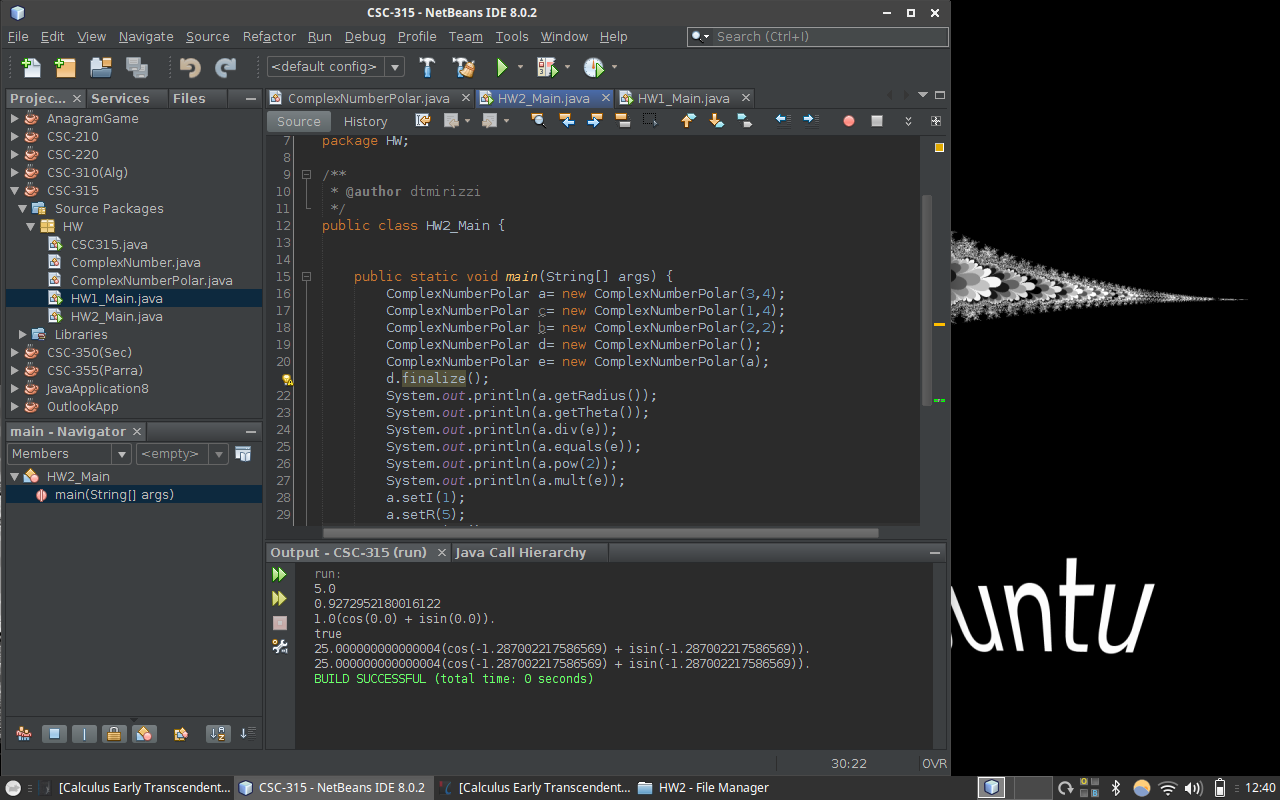 CSC-315 - NetBeans IDE 8.0.2
File Edit View Navigate Source Refactor Run Debug Profile Team Tools Window Help
Search (Ctrl+I)
<default config>
Projec... Services Files
AnagramGame
CSC-210
CSC-220
CSC-310(Alg)
CSC-315
Source Packages
HW
CSC315.java
ComplexNumber.java
ComplexNumberPolar.java
HW1_Main.java
HW2_Main.java
Libraries
CSC-350(Sec)
CSC-355(Parra)
JavaApplication8
OutlookApp
main - Navigator
Members <empty>
HW2_Main
main(String[] args)
ComplexNumberPolar.java HW2_Main.java HW1_Main.java
Source History
7 package HW;
8
9 /**
10 * @author dtmirizzi
11 */
12 public class HW2_Main {
13
14
15 public static void main(String[] args) {
16 ComplexNumberPolar a= new ComplexNumberPolar(3,4);
17 ComplexNumberPolar c= new ComplexNumberPolar(1,4);
18 ComplexNumberPolar b= new ComplexNumberPolar(2,2);
19 ComplexNumberPolar d= new ComplexNumberPolar();
20 ComplexNumberPolar e= new ComplexNumberPolar(a);
d.finalize();
22 System.out.println(a.getRadius());
23 System.out.println(a.getTheta());
24 System.out.println(a.div(e));
25 System.out.println(a.equals(e));
26 System.out.println(a.pow(2));
27 System.out.println(a.mult(e));
28 a.setI(1);
29 a.setR(5);
Output - CSC-315 (run) Java Call Hierarchy
run:
5.0
0.9272952180016122
1.0(cos(0.0) + isin(0.0)).
true
25.000000000000004(cos(-1.287002217586569) + isin(-1.287002217586569)).
25.000000000000004(cos(-1.287002217586569) + isin(-1.287002217586569)).
BUILD SUCCESSFUL (total time: 0 seconds)
30:22 OVR
untu
[Calculus Early Transcendent... CSC-315 - NetBeans IDE 8.0.2 [Calculus Early Transcendent... HW2 - File Manager 12:40